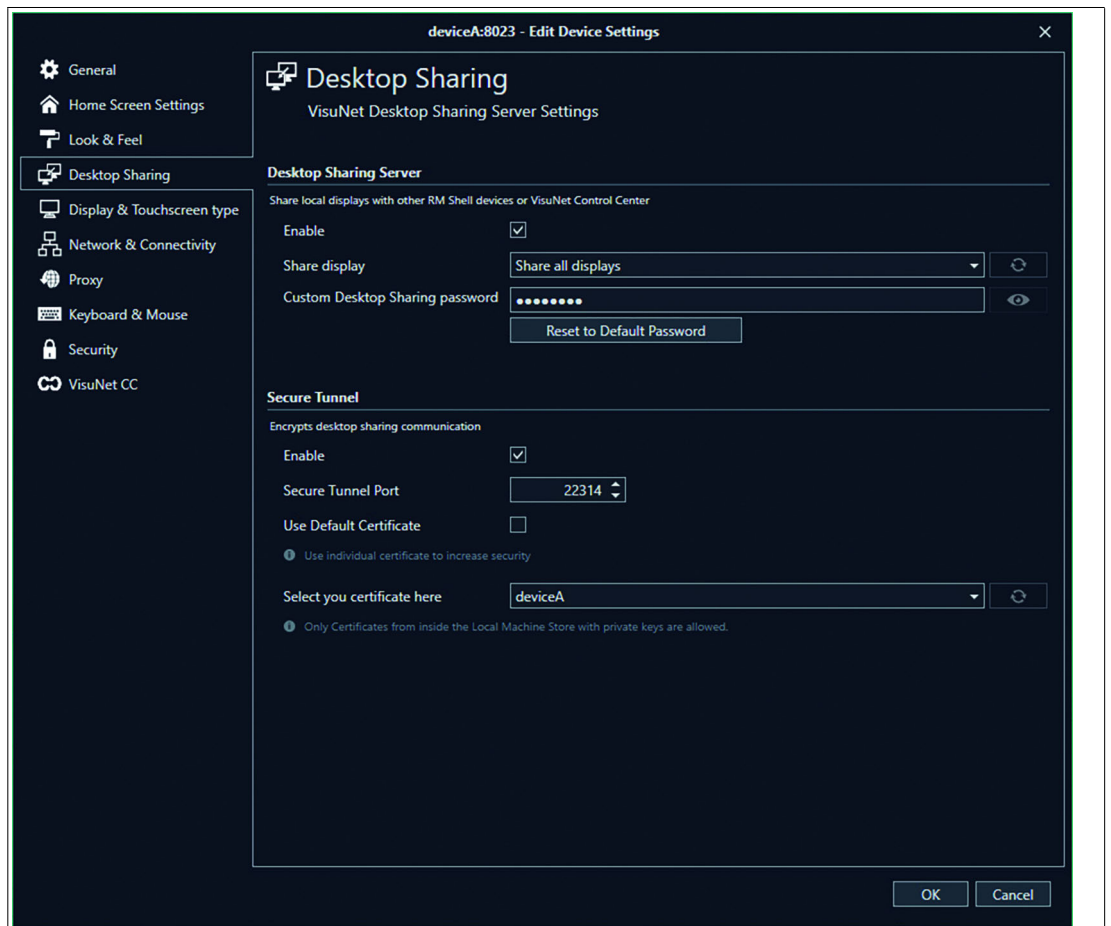 deviceA:8023 - Edit Device Settings
General
Home Screen Settings
Look & Feel
Desktop Sharing
Display & Touchscreen type
Network & Connectivity
Proxy
Keyboard & Mouse
Security
VisuNet CC
Desktop Sharing
VisuNet Desktop Sharing Server Settings
Desktop Sharing Server
Share local displays with other RM Shell devices or VisuNet Control Center
Enable
Share display Share all displays
Custom Desktop Sharing password ••••••••
Reset to Default Password
Secure Tunnel
Encrypts desktop sharing communication
Enable
Secure Tunnel Port 22314
Use Default Certificate
Use individual certificate to increase security
Select you certificate here deviceA
Only Certificates from inside the Local Machine Store with private keys are allowed.
OK Cancel